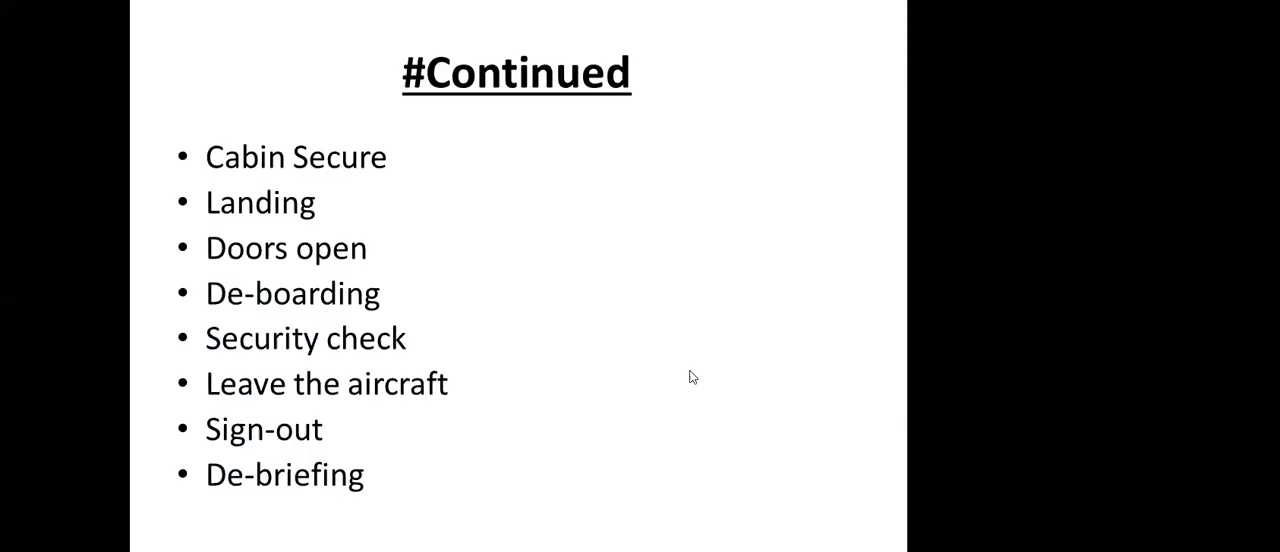 #Continued
• Cabin Secure
• Landing
• Doors open
• De-boarding
• Security check
• Leave the aircraft
• Sign-out
• De-briefing